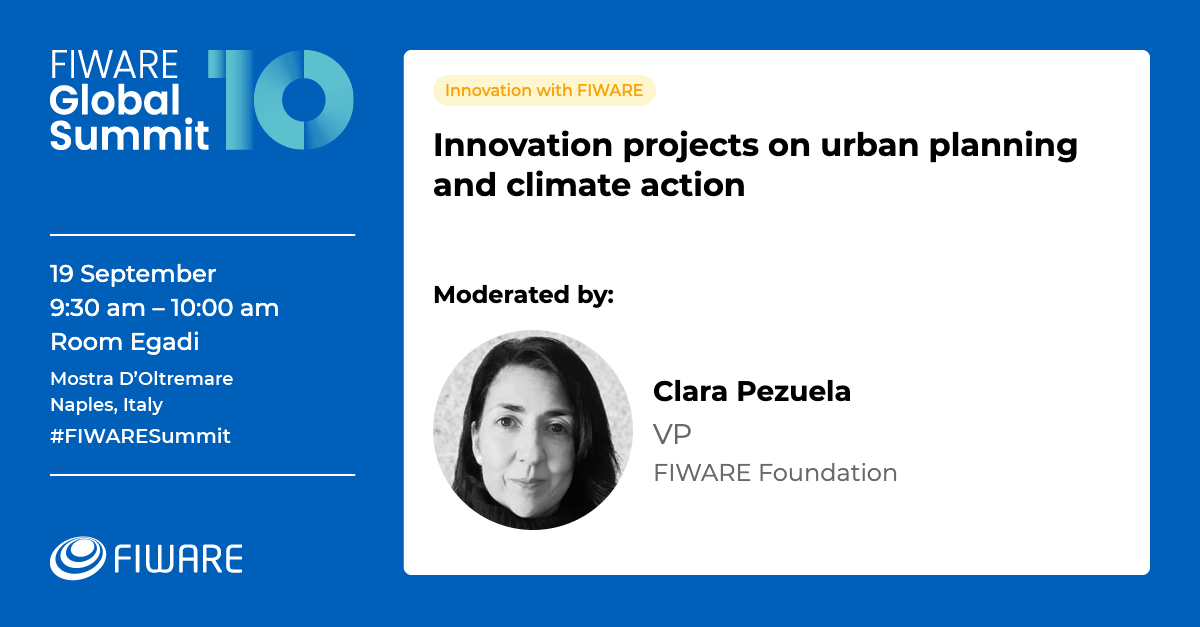 FIWARE
Global
Summit
10
19 September
9:30 am – 10:00 am
Room Egadi
Mostra D’Oltremare
Naples, Italy
#FIWARESummit
FIWARE
Innovation with FIWARE
Innovation projects on urban planning
and climate action
Moderated by:
Clara Pezuela
VP
FIWARE Foundation